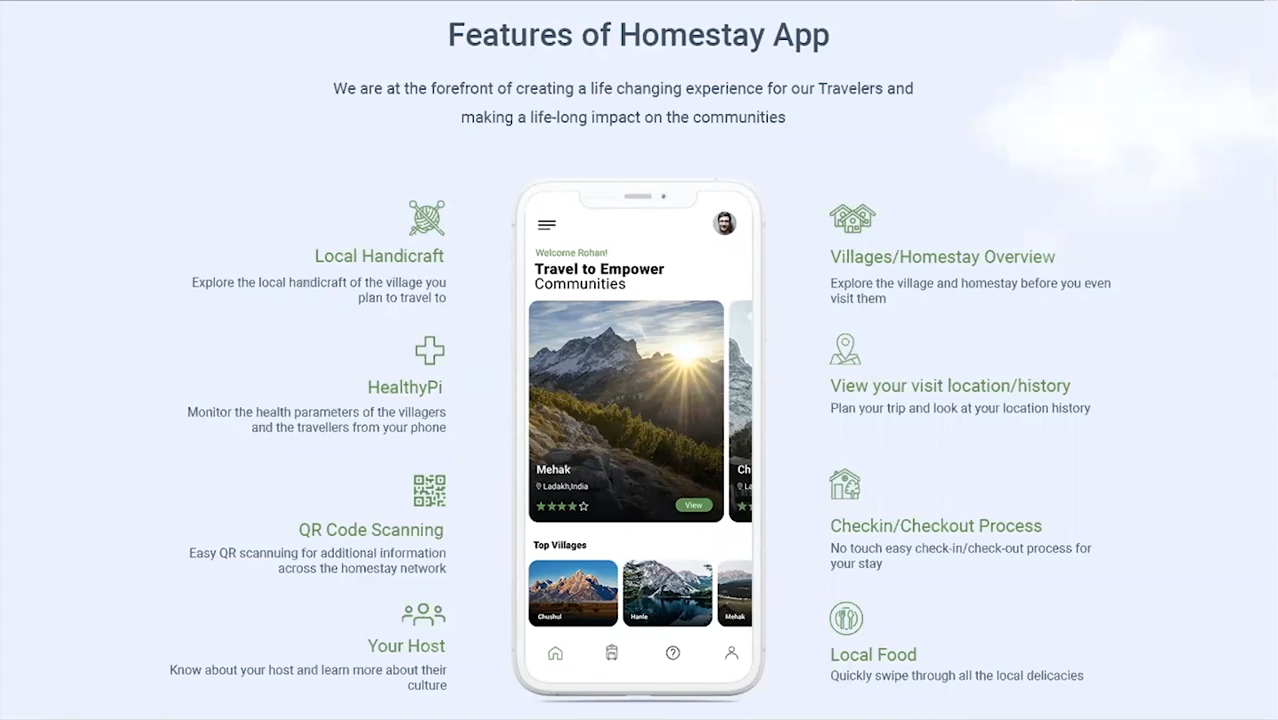 Features of Homestay App
We are at the forefront of creating a life changing experience for our Travelers and
making a life-long impact on the communities
Local Handicraft
Explore the local handicraft of the village you
plan to travel to
HealthyPi
Monitor the health parameters of the villagers
and the travellers from your phone
QR Code Scanning
Easy QR scannuing for additional information
across the homestay network
Your Host
Know about your host and learn more about their
culture
Welcome Rohan!
Travel to Empower
Communities
Mehak
Ladakh,India
View
Ch
La
Top Villages
Chushul
Hanle
Mehak
Villages/Homestay Overview
Explore the village and homestay before you even
visit them
View your visit location/history
Plan your trip and look at your location history
Checkin/Checkout Process
No touch easy check-in/check-out process for
your stay
Local Food
Quickly swipe through all the local delicacies